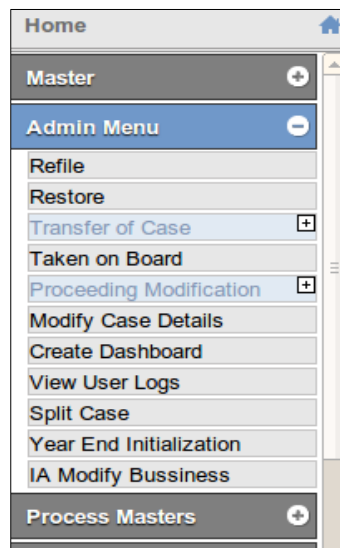 Home
Master
Admin Menu
Refile
Restore
Transfer of Case
Taken on Board
Proceeding Modification
Modify Case Details
Create Dashboard
View User Logs
Split Case
Year End Initialization
IA Modify Bussiness
Process Masters